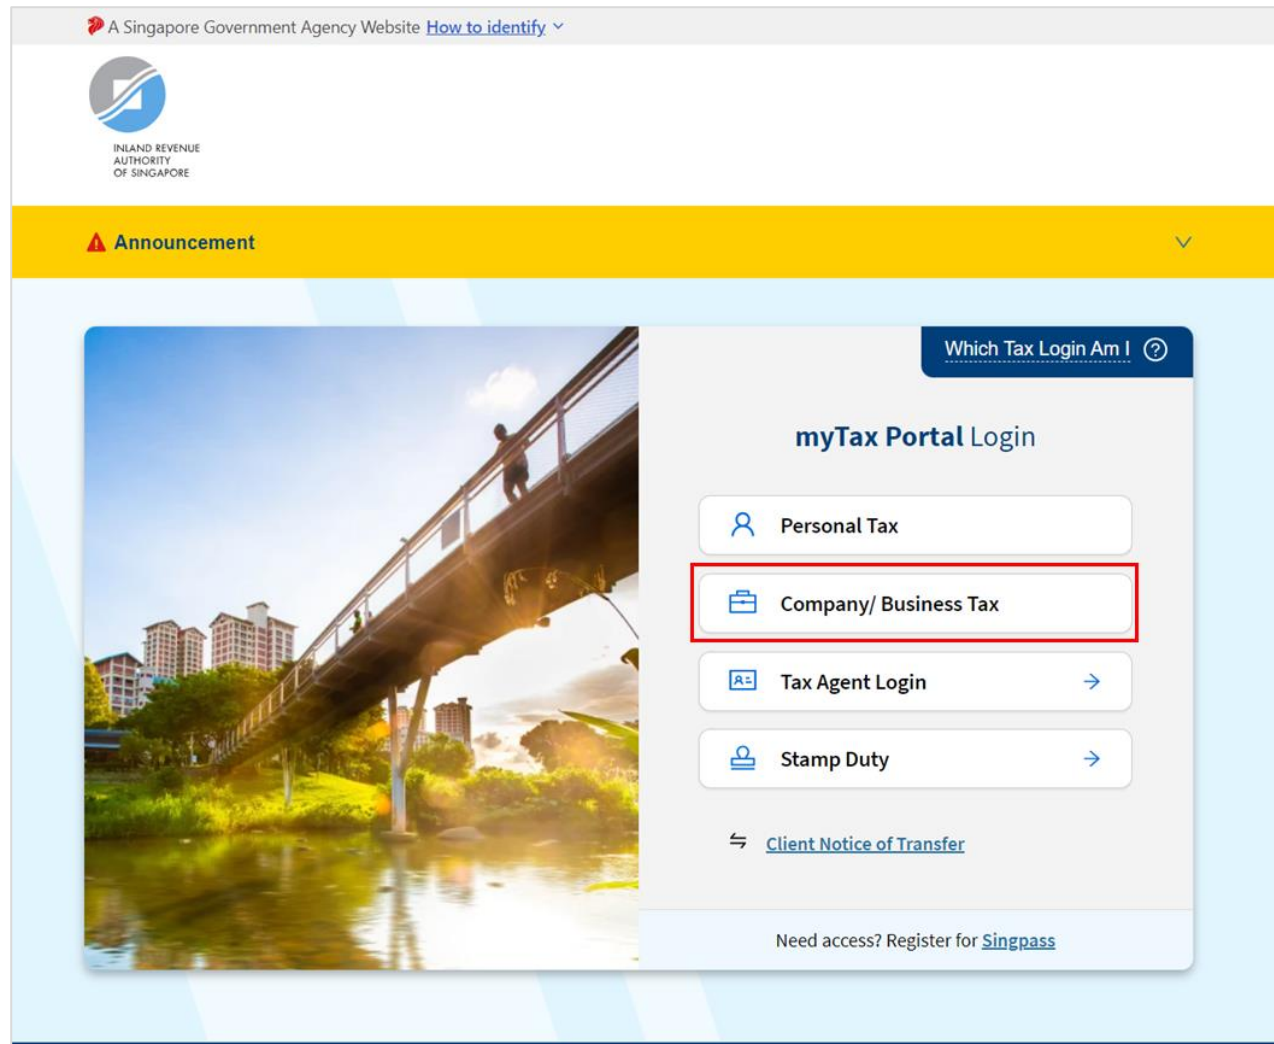 A Singapore Government Agency Website How to identify
INLAND REVENUE
AUTHORITY
OF SINGAPORE
Announcement
Which Tax Login Am I
myTax Portal Login
Personal Tax
Company/ Business Tax
Tax Agent Login
Stamp Duty
Client Notice of Transfer
Need access? Register for Singpass